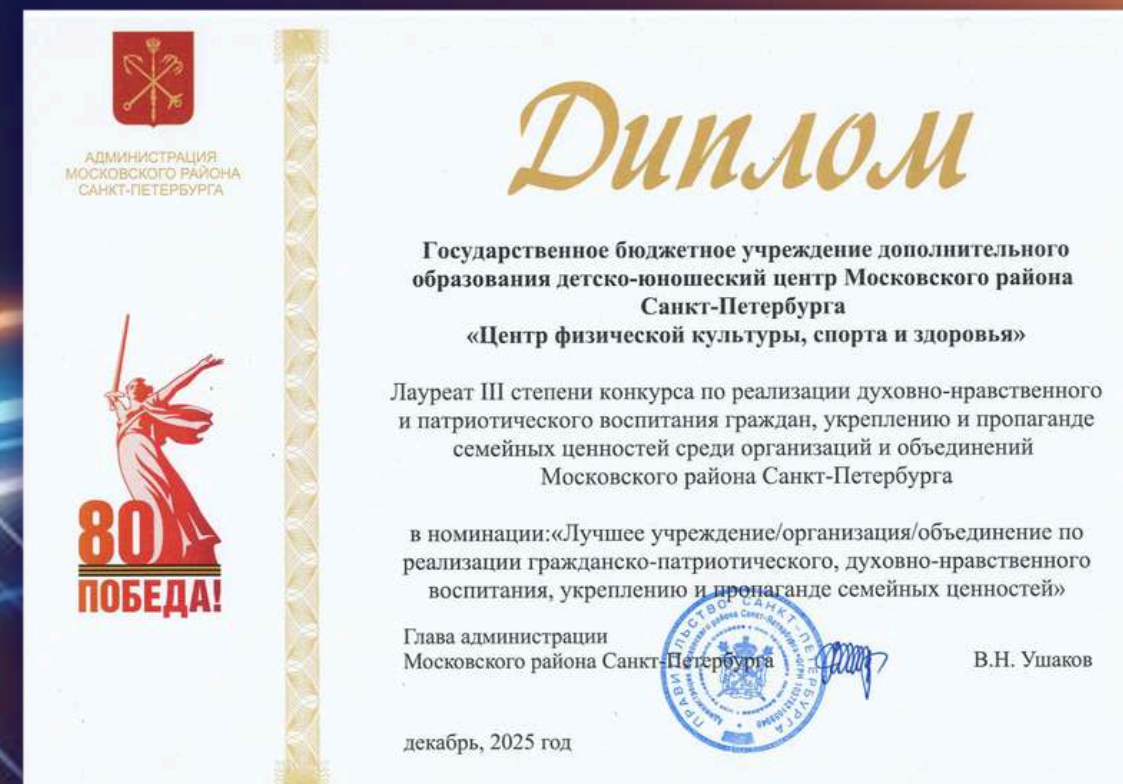 АДМИНИСТРАЦИЯ
МОСКОВСКОГО РАЙОНА
САНКТ-ПЕТЕРБУРГА
80
ПОБЕДА!
Диплом
Государственное бюджетное учреждение дополнительного
образования детско-юношеский центр Московского района
Санкт-Петербурга
«Центр физической культуры, спорта и здоровья»
Лауреат III степени конкурса по реализации духовно-нравственного
и патриотического воспитания граждан, укреплению и пропаганде
семейных ценностей среди организаций и объединений
Московского района Санкт-Петербурга
в номинации:«Лучшее учреждение/организация/объединение по
реализации гражданско-патриотического, духовно-нравственного
воспитания, укреплению и пропаганде семейных ценностей»
Глава администрации
Московского района Санкт-Петербурга
В.Н. Ушаков
ПРАВИТЕЛЬСТВО САНКТ-ПЕТЕРБУРГА
декабрь, 2025 год